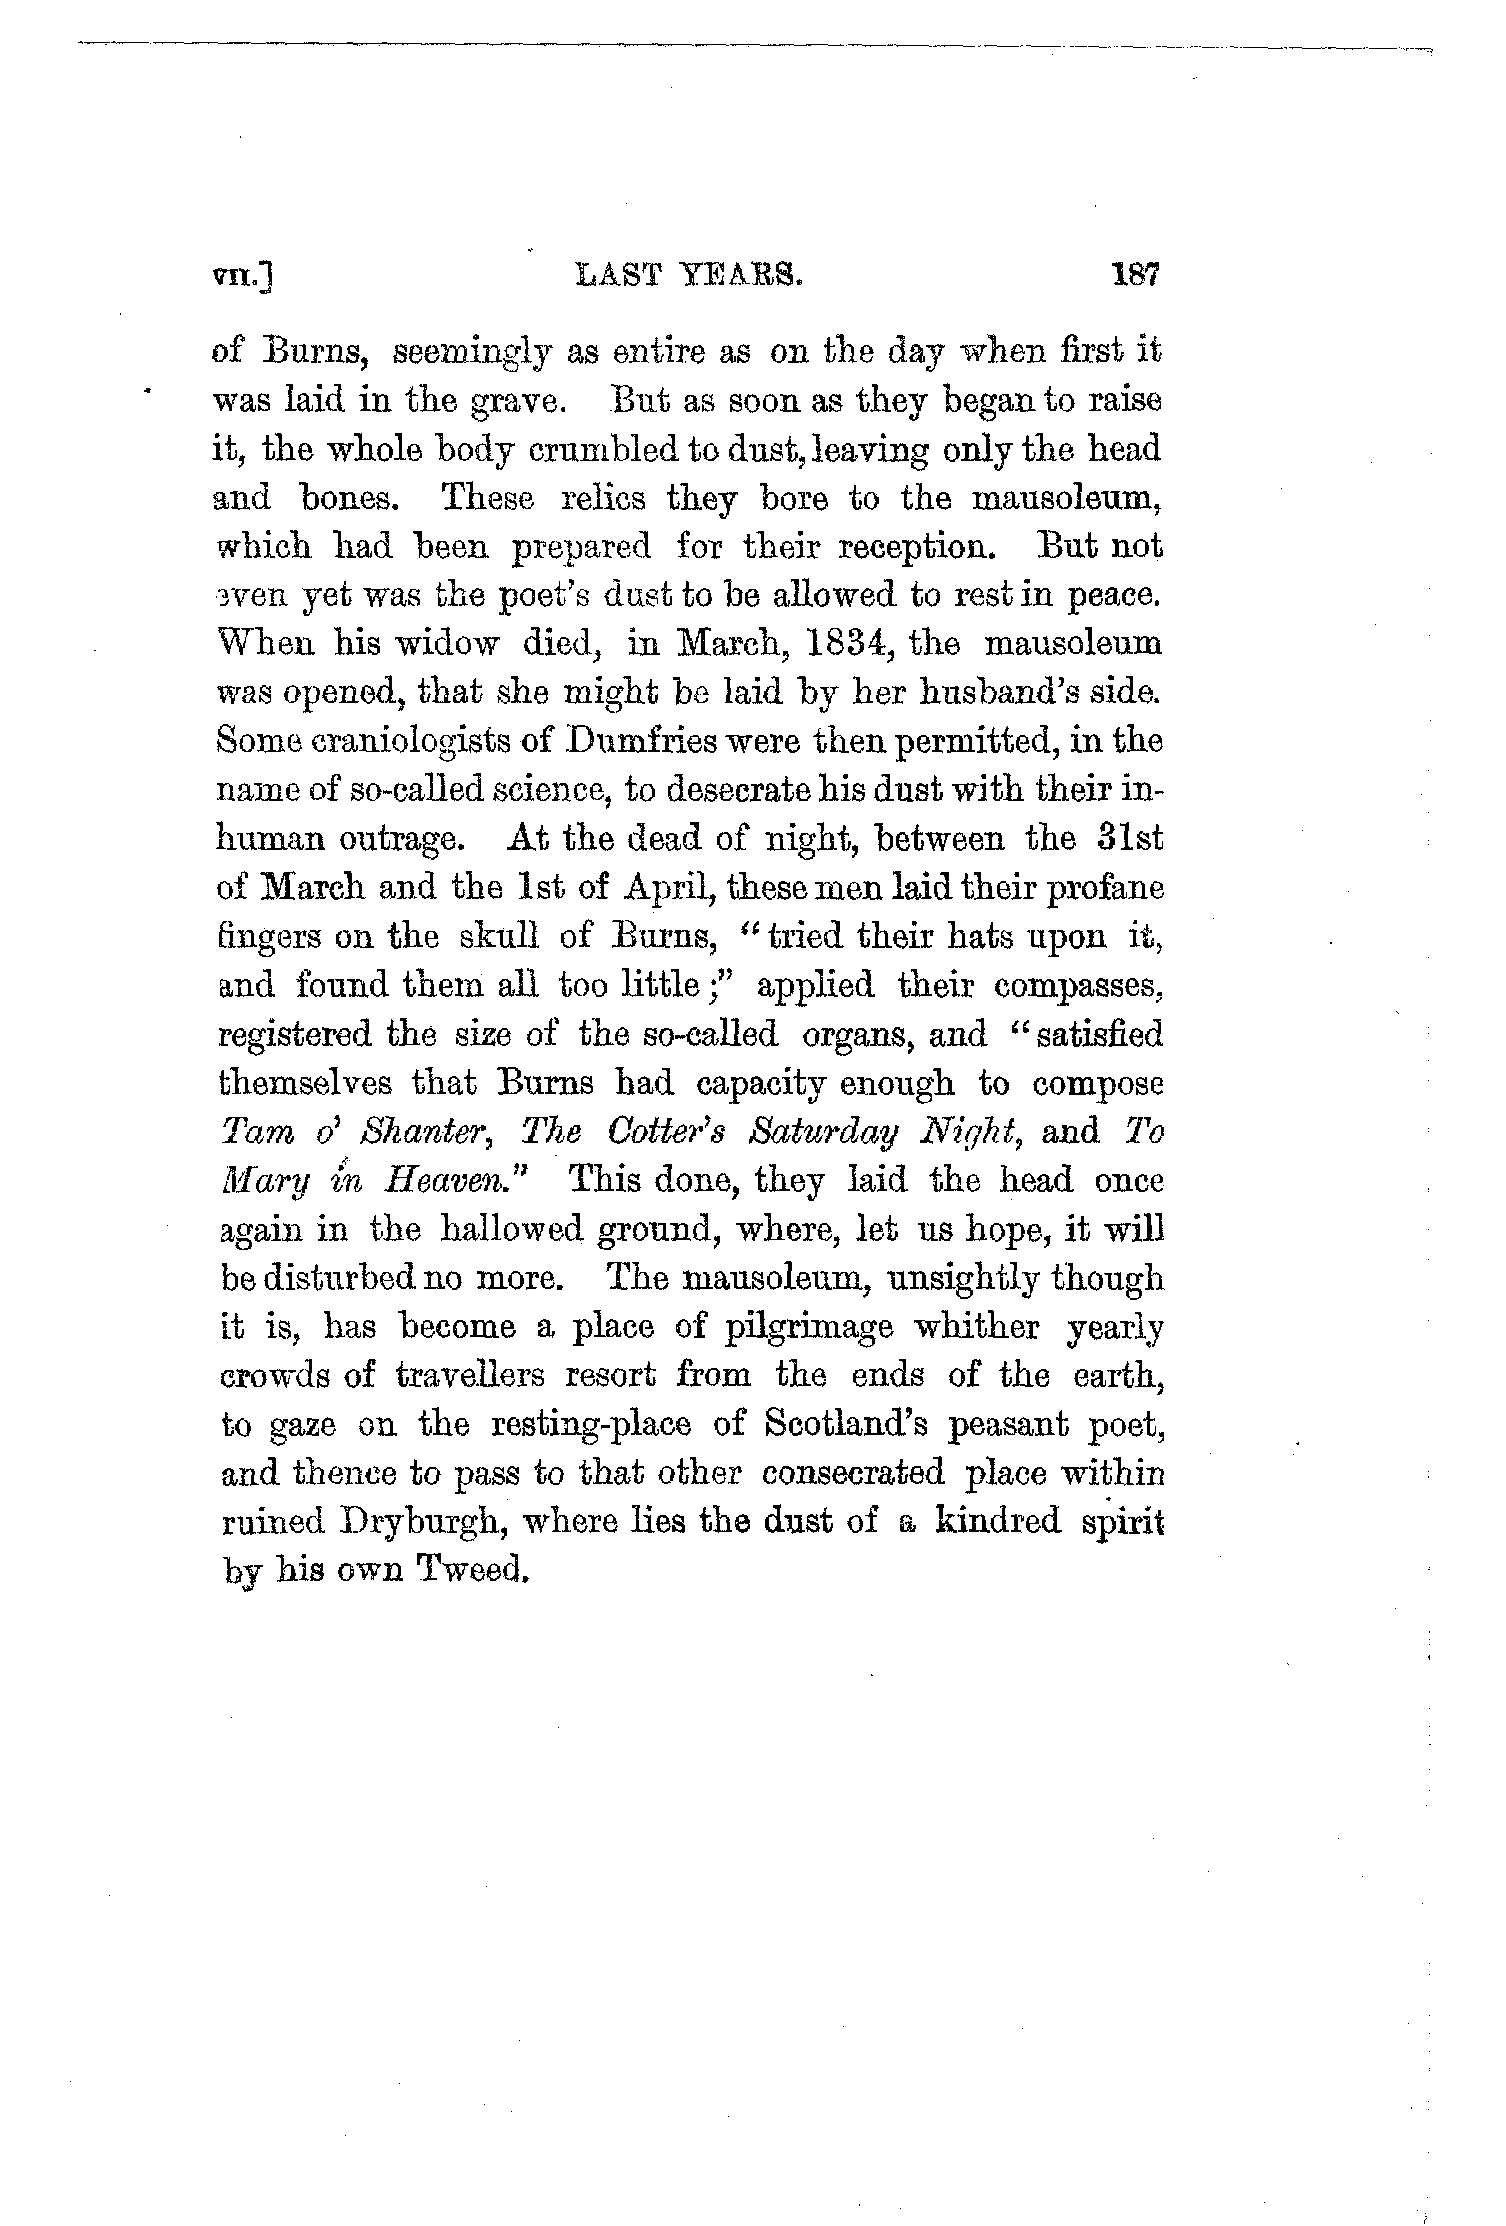 VII.] LAST YEARS. 187
of Burns, seemingly as entire as on the day when first it
was laid in the grave. But as soon as they began to raise
it, the whole body crumbled to dust, leaving only the head
and bones. These relics they bore to the mausoleum,
which had been prepared for their reception. But not
even yet was the poet's dust to be allowed to rest in peace.
When his widow died, in March, 1834, the mausoleum
was opened, that she might be laid by her husband's side.
Some craniologists of Dumfries were then permitted, in the
name of so-called science, to desecrate his dust with their in-
human outrage. At the dead of night, between the 31st
of March and the 1st of April, these men laid their profane
fingers on the skull of Burns, "tried their hats upon it,
and found them all too little;" applied their compasses,
registered the size of the so-called organs, and "satisfied
themselves that Burns had capacity enough to compose
Tam o' Shanter, The Cotter's Saturday Night, and To
Mary in Heaven." This done, they laid the head once
again in the hallowed ground, where, let us hope, it will
be disturbed no more. The mausoleum, unsightly though
it is, has become a place of pilgrimage whither yearly
crowds of travellers resort from the ends of the earth,
to gaze on the resting-place of Scotland's peasant poet,
and thence to pass to that other consecrated place within
ruined Dryburgh, where lies the dust of a kindred spirit
by his own Tweed.